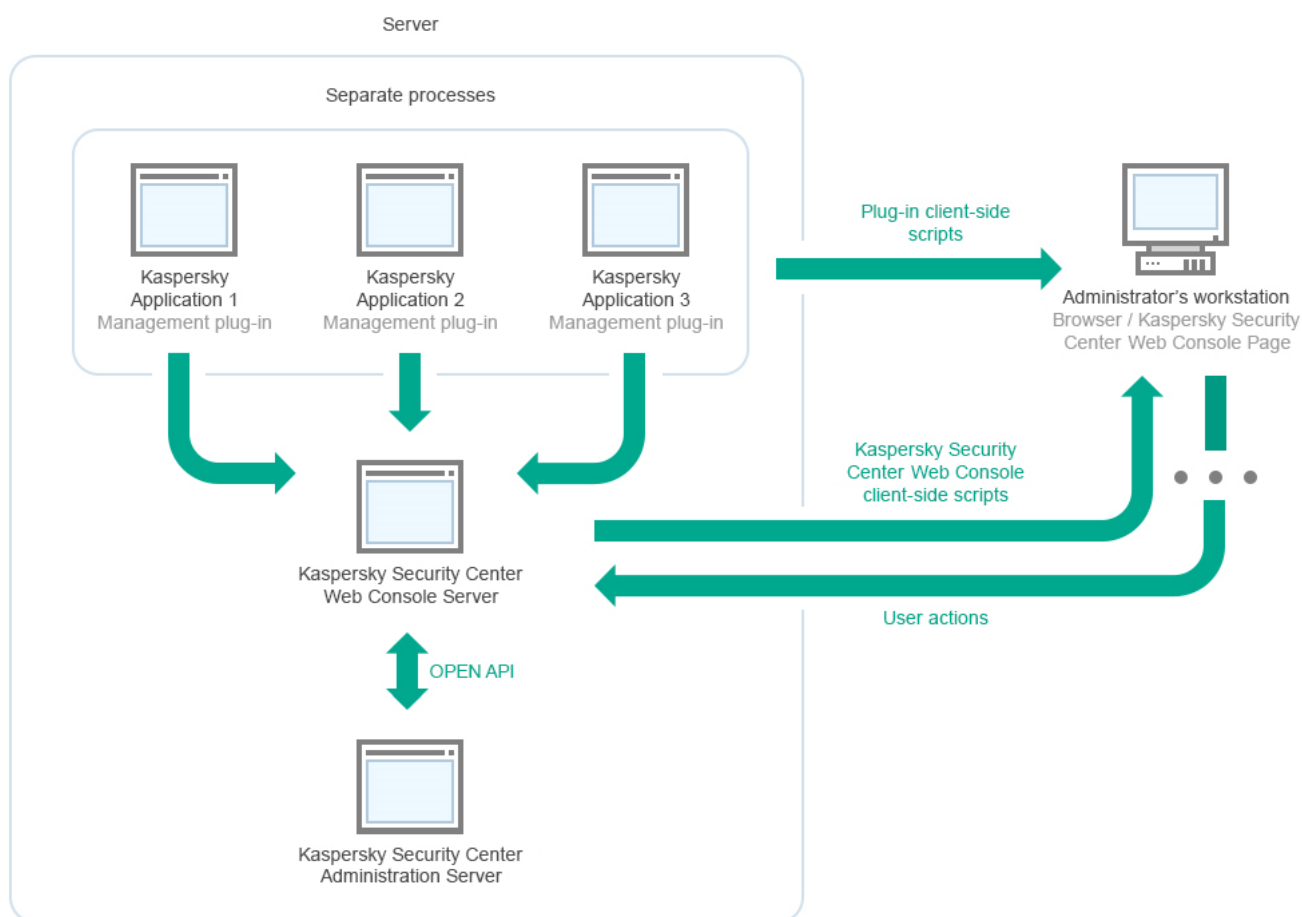 Server
Separate processes
Kaspersky
Application 1
Management plug-in
Kaspersky
Application 2
Management plug-in
Kaspersky
Application 3
Management plug-in
Plug-in client-side
scripts
Administrator's workstation
Browser / Kaspersky Security
Center Web Console Page
Kaspersky Security
Center Web Console
client-side scripts
Kaspersky Security Center
Web Console Server
User actions
OPEN API
Kaspersky Security Center
Administration Server